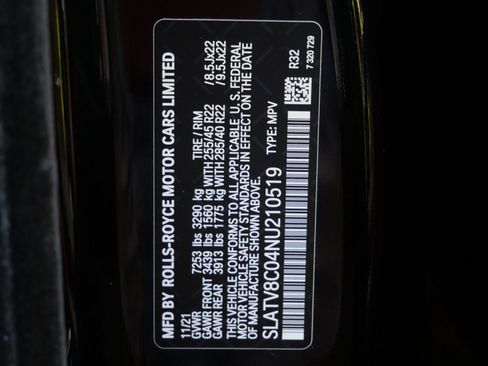 MFD BY ROLLS-ROYCE MOTOR CARS LIMITED
11/21 TIRE / RIM
GVWR 7253 lbs 3290 kg
GAWR FRONT 3439 lbs 1560 kg WITH 255/45 R22 / 8.5Jx22
GAWR REAR 3913 lbs 1775 kg WITH 285/40 R22 / 9.5Jx22
THIS VEHICLE CONFORMS TO ALL APPLICABLE U. S. FEDERAL
MOTOR VEHICLE SAFETY STANDARDS IN EFFECT ON THE DATE
OF MANUFACTURE SHOWN ABOVE.
SLATV8C04NU210519 TYPE: MPV
R32
7 320 729